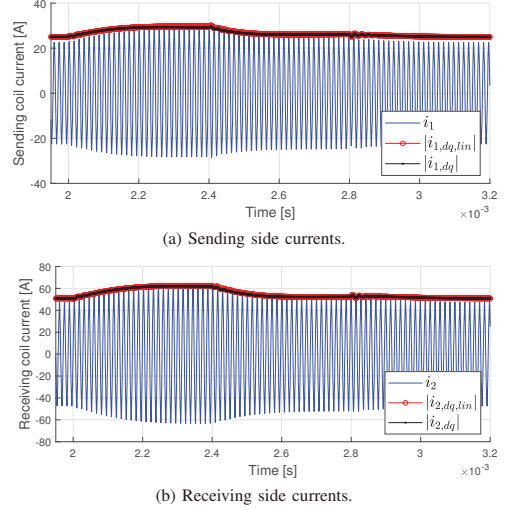 40
20
0
-20
-40
Sending coil current [A]
i_1
|i_{1,dq,lin}|
|i_{1,dq}|
2 2.2 2.4 2.6 2.8 3 3.2
Time [s]
×10^{-3}
(a) Sending side currents.
80
60
40
20
0
-20
-40
-60
-80
Receiving coil current [A]
i_2
|i_{2,dq,lin}|
|i_{2,dq}|
2 2.2 2.4 2.6 2.8 3 3.2
Time [s]
×10^{-3}
(b) Receiving side currents.